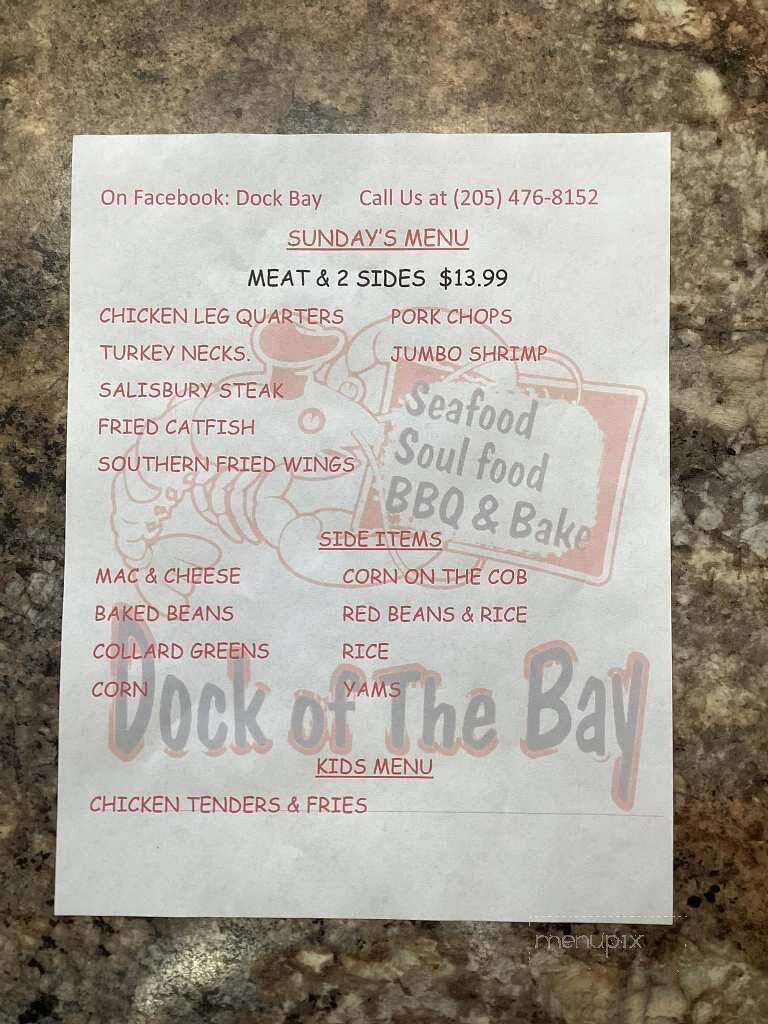 On Facebook: Dock Bay Call Us at (205) 476-8152
SUNDAY'S MENU
MEAT & 2 SIDES $13.99
CHICKEN LEG QUARTERS PORK CHOPS
TURKEY NECKS. JUMBO SHRIMP
SALISBURY STEAK
FRIED CATFISH
SOUTHERN FRIED WINGS
Seafood
Soul food
BBQ & Bake
SIDE ITEMS
MAC & CHEESE CORN ON THE COB
BAKED BEANS RED BEANS & RICE
COLLARD GREENS RICE
CORN YAMS
Dock of The Bay
KIDS MENU
CHICKEN TENDERS & FRIES
menupix